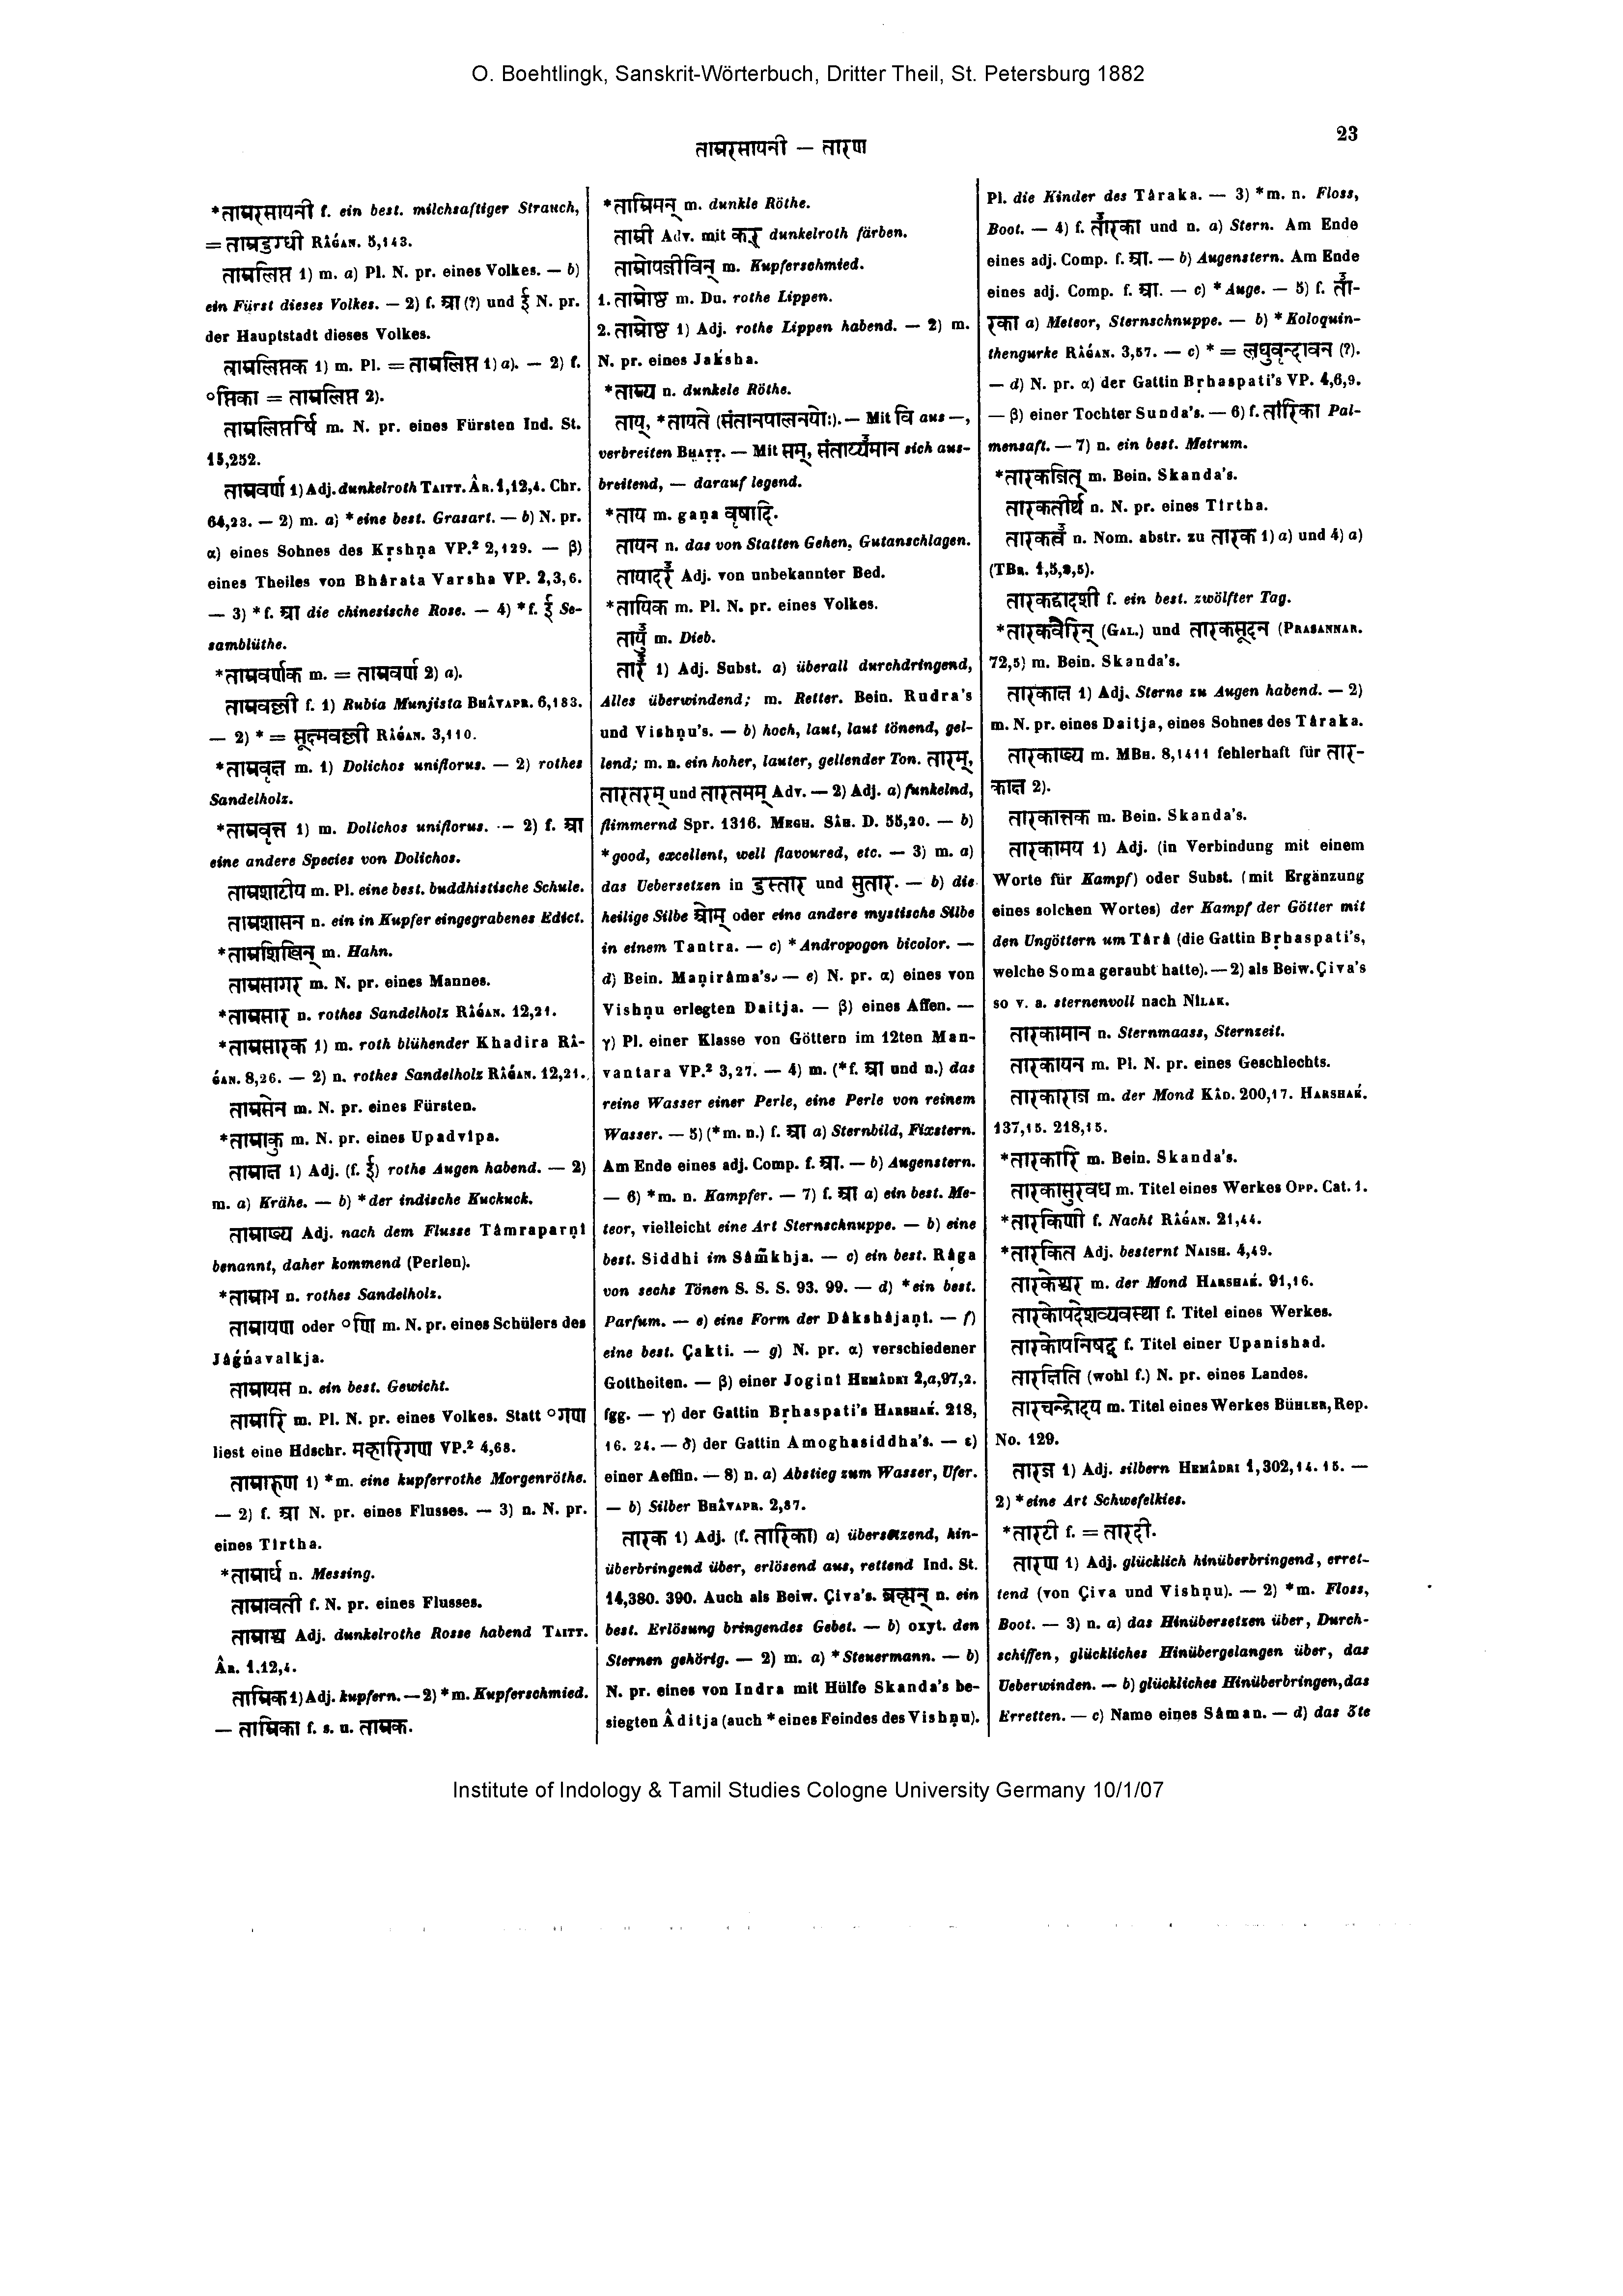 O. Boehtlingk, Sanskrit-Wörterbuch, Dritter Theil, St. Petersburg 1882
ताम्ररसायनी — तारण
23
*ताम्ररसायनी f. ein best. milchsaftiger Strauch,
= ताम्रदुग्धी RÂǴAN. 5,143.
ताम्रलिप्त 1) m. a) Pl. N. pr. eines Volkes. — b)
ein Fürst dieses Volkes. — 2) f. आ (?) und ई N. pr.
der Hauptstadt dieses Volkes.
ताम्रलिप्तक 1) m. Pl. = ताम्रलिप्त 1) a). — 2) f.
०प्तिका = ताम्रलिप्त 2).
ताम्रलिप्तर्षि m. N. pr. eines Fürsten Ind. St.
15,252.
ताम्रवर्ण 1) Adj. dunkelroth TAITT. ÂR. 1,12,4. Chr.
64,23. — 2) m. a) *eine best. Grasart. — b) N. pr.
α) eines Sohnes des Kṛshṇa VP.² 2,129. — β)
eines Theiles von Bhârata Varsha VP. 2,3,6.
— 3) *f. आ die chinesische Rose. — 4) *f. ई Se-
samblüthe.
*ताम्रवर्णक m. = ताम्रवर्ण 2) a).
ताम्रवल्ली f. 1) Rubia Munjista BHÂVAPR. 6,183.
— 2) * = सूक्ष्मवल्ली RÂǴAN. 3,110.
*ताम्रवृक्ष m. 1) Dolichos uniflorus. — 2) rothes
Sandelholz.
*ताम्रवृत्त 1) m. Dolichos uniflorus. — 2) f. आ
eine andere Species von Dolichos.
ताम्रशाटीय m. Pl. eine best. buddhistische Schule.
ताम्रशासन n. ein in Kupfer eingegrabenes Edict.
*ताम्रशिखिन् m. Hahn.
ताम्रसागर m. N. pr. eines Mannes.
*ताम्रसार n. rothes Sandelholz RÂǴAN. 12,21.
*ताम्रसारक 1) m. roth blühender Khadira RÂ-
ǴAN. 8,26. — 2) n. rothes Sandelholz RÂǴAN. 12,21.
ताम्रसेन m. N. pr. eines Fürsten.
*ताम्राकु m. N. pr. eines Upadvîpa.
ताम्राक्ष 1) Adj. (f. ई) rothe Augen habend. — 2)
m. a) Krähe. — b) *der indische Kuckuck.
ताम्राख्य Adj. nach dem Flusse Tâmraparṇî
benannt, daher kommend (Perlen).
*ताम्राभ n. rothes Sandelholz.
ताम्रायण oder ०णि m. N. pr. eines Schülers des
Jâǵńavalkja.
ताम्रायस n. ein best. Gewicht.
ताम्रारि m. Pl. N. pr. eines Volkes. Statt ०गण
liest eine Hdschr. मकारिगण VP.² 4,68.
ताम्रारुण 1) *m. eine kupferrothe Morgenröthe.
— 2) f. आ N. pr. eines Flusses. — 3) n. N. pr.
eines Tîrtha.
*ताम्रार्ध n. Messing.
ताम्रावती f. N. pr. eines Flusses.
ताम्राश्व Adj. dunkelrothe Rosse habend TAITT.
ÂR. 1.12,4.
ताम्रिक 1) Adj. kupfern. — 2) *m. Kupferschmied.
— ताम्रिका f. s. u. ताम्रक.
*ताम्रिमन् m. dunkle Röthe.
ताम्री Adv. mit कर् dunkelroth färben.
ताम्रोपजीविन् m. Kupferschmied.
1. ताम्रोष्ठ m. Du. rothe Lippen.
2. ताम्रोष्ठ 1) Adj. rothe Lippen habend. — 2) m.
N. pr. eines Jaksha.
*ताम्र्य n. dunkele Röthe.
ताय्, *तायते (संतानपालनयोः). — Mit वि aus —,
verbreiten BHAṬṬ. — Mit सम्, संताय्यमान sich aus-
breitend, — darauf legend.
*ताय m. gaṇa वृषादि.
तायन n. das von Statten Gehen, Gutanschlagen.
तायादर Adj. von unbekannter Bed.
*तायिक m. Pl. N. pr. eines Volkes.
तायु m. Dieb.
तार 1) Adj. Subst. a) überall durchdringend,
Alles überwindend; m. Retter. Bein. Rudra's
und Vishṇu's. — b) hoch, laut, laut tönend, gel-
lend; m. n. ein hoher, lauter, gellender Ton. तारम्,
तारतरम् und तारतमम् Adv. — 2) Adj. a) funkelnd,
flimmernd Spr. 1316. MEGH. SÂH. D. 55,20. — b)
*good, excellent, well flavoured, etc. — 3) m. a)
das Uebersetzen in दुस्तार und सुतार. — b) die
heilige Silbe ओम् oder eine andere mystische Silbe
in einem Tantra. — c) *Andropogon bicolor. —
d) Bein. Maṇirâma's. — e) N. pr. α) eines von
Vishṇu erlegten Daitja. — β) eines Affen. —
γ) Pl. einer Klasse von Göttern im 12ten Man-
vantara VP.² 3,27. — 4) m. (*f. आ und n.) das
reine Wasser einer Perle, eine Perle von reinem
Wasser. — 5) (*m. n.) f. आ a) Sternbild, Fixstern.
Am Ende eines adj. Comp. f. आ. — b) Augenstern.
— 6) *m. n. Kampfer. — 7) f. आ a) ein best. Me-
teor, vielleicht eine Art Sternschnuppe. — b) eine
best. Siddhi im Sâm̃khja. — c) ein best. Râga
von sechs Tönen S. S. S. 93. 99. — d) *ein best.
Parfum. — e) eine Form der Dâkshâjaṇî. — f)
eine best. Çakti. — g) N. pr. α) verschiedener
Gottheiten. — β) einer Joginî HEMÂDRI 2,a,97,2.
fgg. — γ) der Gattin Bṛhaspati's HARSHAḰ. 218,
16. 24. — δ) der Gattin Amoghasiddha's. — ε)
einer Aeffin. — 8) n. a) Abstieg zum Wasser, Ufer.
— b) Silber BHÂVAPR. 2,87.
तारक 1) Adj. (f. तारिका) a) übersetzend, hin-
überbringend über, erlösend aus, rettend Ind. St.
14,380. 390. Auch als Beiw. Çiva's. ब्रह्मन् n. ein
best. Erlösung bringendes Gebet. — b) oxyt. den
Sternen gehörig. — 2) m. a) *Steuermann. — b)
N. pr. eines von Indra mit Hülfe Skanda's be-
siegten Âditja (auch *eines Feindes des Vishṇu).
Pl. die Kinder des Târaka. — 3) *m. n. Floss,
Boot. — 4) f. तारका und n. a) Stern. Am Ende
eines adj. Comp. f. आ. — b) Augenstern. Am Ende
eines adj. Comp. f. आ. — c) *Auge. — 5) f. ता-
रका a) Meteor, Sternschnuppe. — b) *Koloquin-
thengurke RÂǴAN. 3,57. — c) * = लघुवृन्दावन (?).
— d) N. pr. α) der Gattin Bṛhaspati's VP. 4,6,9.
— β) einer Tochter Sunda's. — 6) f. तारिका Pal-
mensaft. — 7) n. ein best. Metrum.
*तारकजित् m. Bein. Skanda's.
तारकतीर्थ n. N. pr. eines Tîrtha.
तारकत्व n. Nom. abstr. zu तारक 1) a) und 4) a)
(TBR. 1,5,2,5).
तारकद्वादशी f. ein best. zwölfter Tag.
*तारकवैरिन् (GAL.) und तारकसूदन (PRASANNAR.
72,5) m. Bein. Skanda's.
तारकाक्ष 1) Adj. Sterne zu Augen habend. — 2)
m. N. pr. eines Daitja, eines Sohnes des Târaka.
तारकाख्य m. MBH. 8,1411 fehlerhaft für तार-
काक्ष 2).
तारकान्तक m. Bein. Skanda's.
तारकामय 1) Adj. (in Verbindung mit einem
Worte für Kampf) oder Subst. (mit Ergänzung
eines solchen Wortes) der Kampf der Götter mit
den Ungöttern um Târâ (die Gattin Bṛhaspati's,
welche Soma geraubt hatte). — 2) als Beiw. Çiva's
so v. a. sternenvoll nach NÎLAK.
तारकामान n. Sternmaass, Sternzeit.
तारकायन m. Pl. N. pr. eines Geschlechts.
तारकाराज m. der Mond KÂD. 200,17. HARSHAḰ.
137,15. 218,15.
*तारकारि m. Bein. Skanda's.
तारकासुरवध m. Titel eines Werkes OPP. Cat. 1.
*तारकिणी f. Nacht RÂǴAN. 21,44.
*तारकित Adj. besternt NAISH. 4,49.
तारकेश्वर m. der Mond HARSHAḰ. 91,16.
तारकोपदेशव्यवस्था f. Titel eines Werkes.
तारकोपनिषद् f. Titel einer Upanishad.
तारक्षिति (wohl f.) N. pr. eines Landes.
तारचन्द्रोदय m. Titel eines Werkes BÜHLER, Rep.
No. 129.
तारज 1) Adj. silbern HEMÂDRI 1,302,14. 15. —
2) *eine Art Schwefelkies.
*तारटी f. = तारदी.
तारण 1) Adj. glücklich hinüberbringend, erret-
tend (von Çiva und Vishṇu). — 2) *m. Floss,
Boot. — 3) n. a) das Hinübersetzen über, Durch-
schiffen, glückliches Hinübergelangen über, das
Ueberwinden. — b) glückliches Hinüberbringen, das
Erretten. — c) Name eines Sâman. — d) das 3te
Institute of Indology & Tamil Studies Cologne University Germany 10/1/07